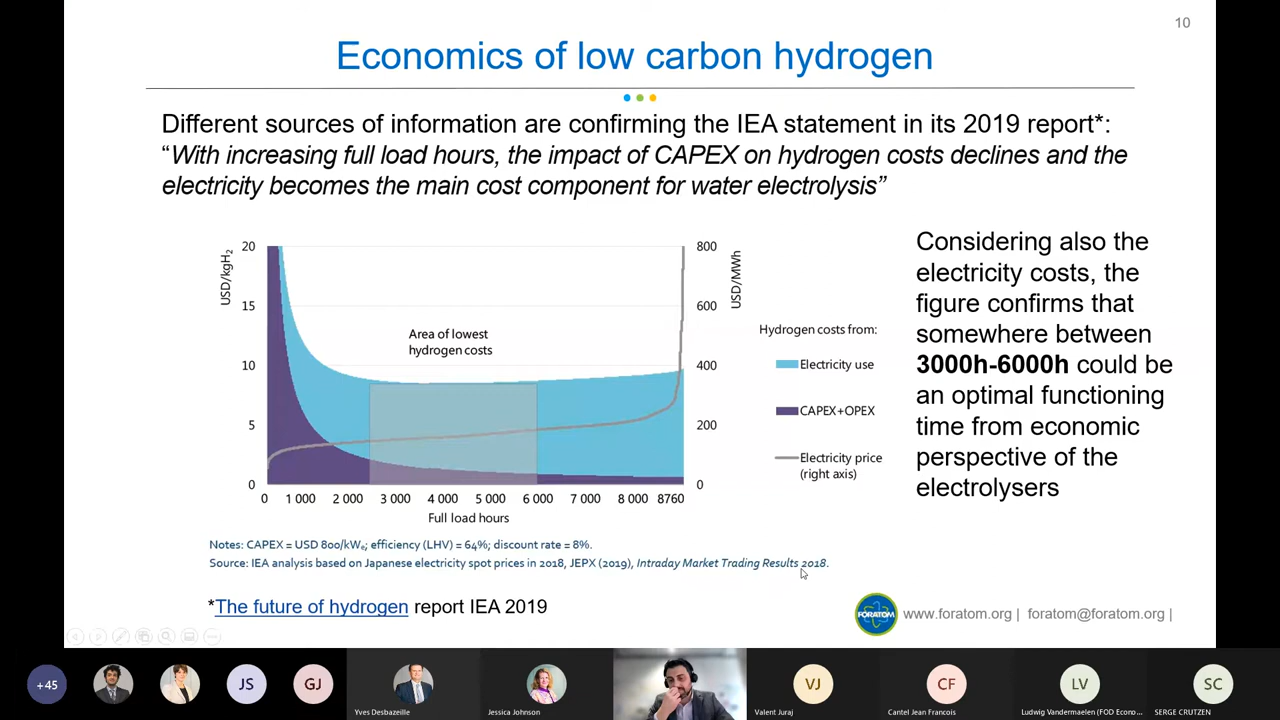 10
Economics of low carbon hydrogen
Different sources of information are confirming the IEA statement in its 2019 report*:
“With increasing full load hours, the impact of CAPEX on hydrogen costs declines and the
electricity becomes the main cost component for water electrolysis”
USD/kgH₂
20
15
10
5
0
Area of lowest
hydrogen costs
0 1 000 2 000 3 000 4 000 5 000 6 000 7 000 8 000 8760
Full load hours
800
600
400
200
0
USD/MWh
Hydrogen costs from:
Electricity use
CAPEX+OPEX
Electricity price
(right axis)
Considering also the
electricity costs, the
figure confirms that
somewhere between
3000h-6000h could be
an optimal functioning
time from economic
perspective of the
electrolysers
Notes: CAPEX = USD 800/kWₑ; efficiency (LHV) = 64%; discount rate = 8%.
Source: IEA analysis based on Japanese electricity spot prices in 2018, JEPX (2019), Intraday Market Trading Results 2018.
*The future of hydrogen report IEA 2019
FORATOM
www.foratom.org | foratom@foratom.org |
+45
JS
GJ
Yves Desbazeille
Jessica Johnson
VJ
Valent Juraj
CF
Cantel Jean Francois
LV
Ludwig Vandermaelen (FOD Econo...
SC
SERGE CRUTZEN